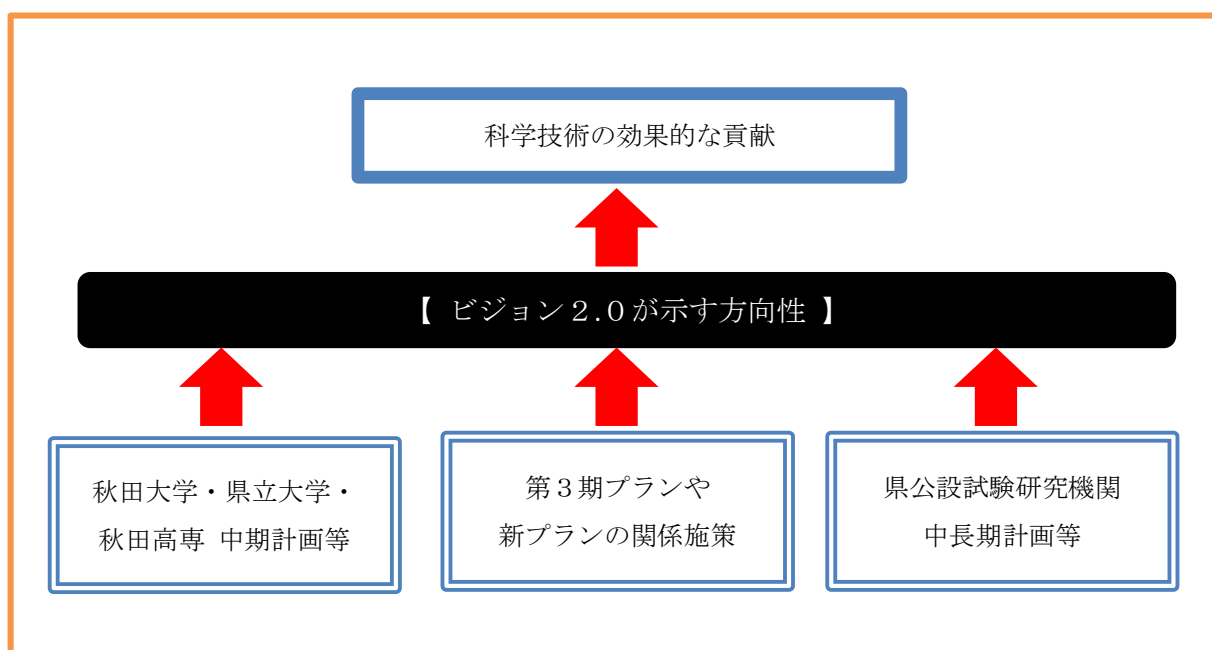 科学技術の効果的な貢献
【 ビジョン２.０が示す方向性 】
秋田大学・県立大学・
秋田高専 中期計画等
第３期プランや
新プランの関係施策
県公設試験研究機関
中長期計画等